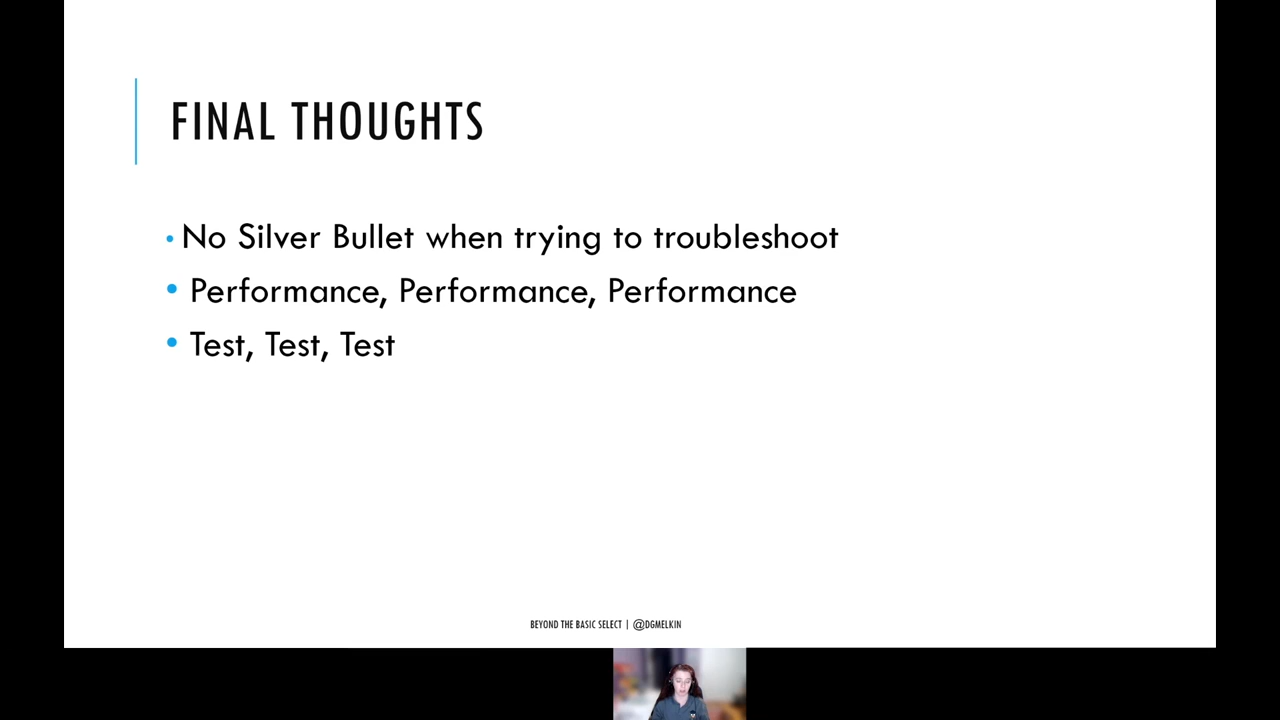 FINAL THOUGHTS
• No Silver Bullet when trying to troubleshoot
• Performance, Performance, Performance
• Test, Test, Test
BEYOND THE BASIC SELECT | @DGMELKIN